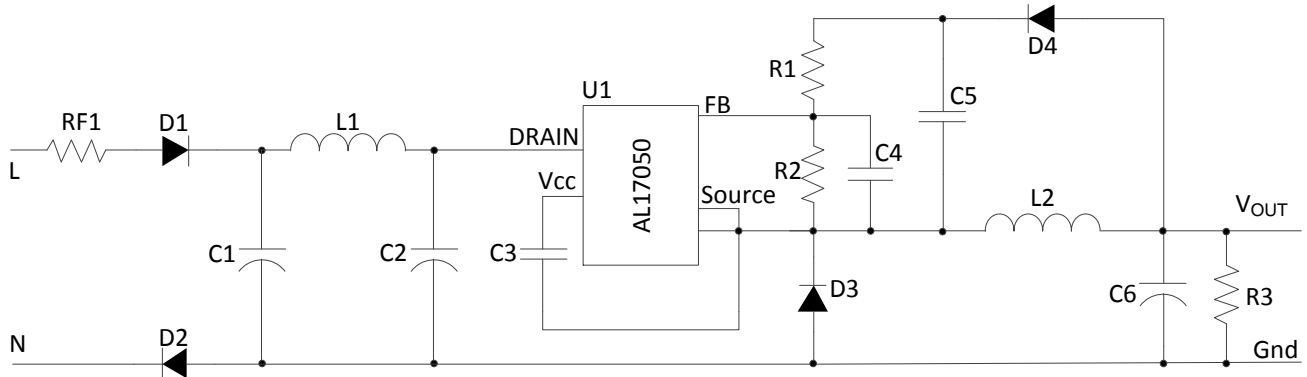 D4
R1
C5
U1
FB
RF1
D1
L1
DRAIN
L
R2
C4
Vcc
Source
AL17050
L2
VOUT
C1
C2
C3
D3
C6
R3
N
D2
Gnd